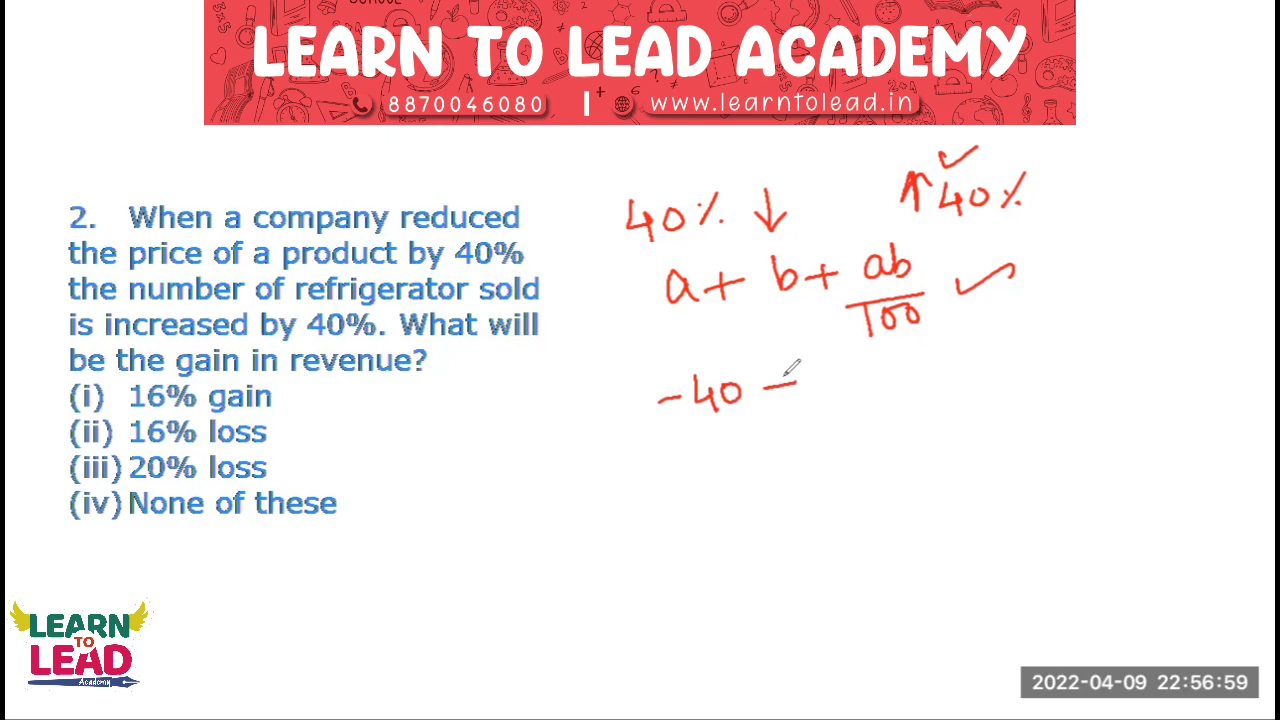 LEARN TO LEAD ACADEMY
8870046080 | www.learntolead.in
2. When a company reduced
the price of a product by 40%
the number of refrigerator sold
is increased by 40%. What will
be the gain in revenue?
(i) 16% gain
(ii) 16% loss
(iii) 20% loss
(iv) None of these
40% ↓ ↑ 40% ✓
a + b + ab/100 ✓
-40 -
LEARN
TO
LEAD
Academy
2022-04-09 22:56:59